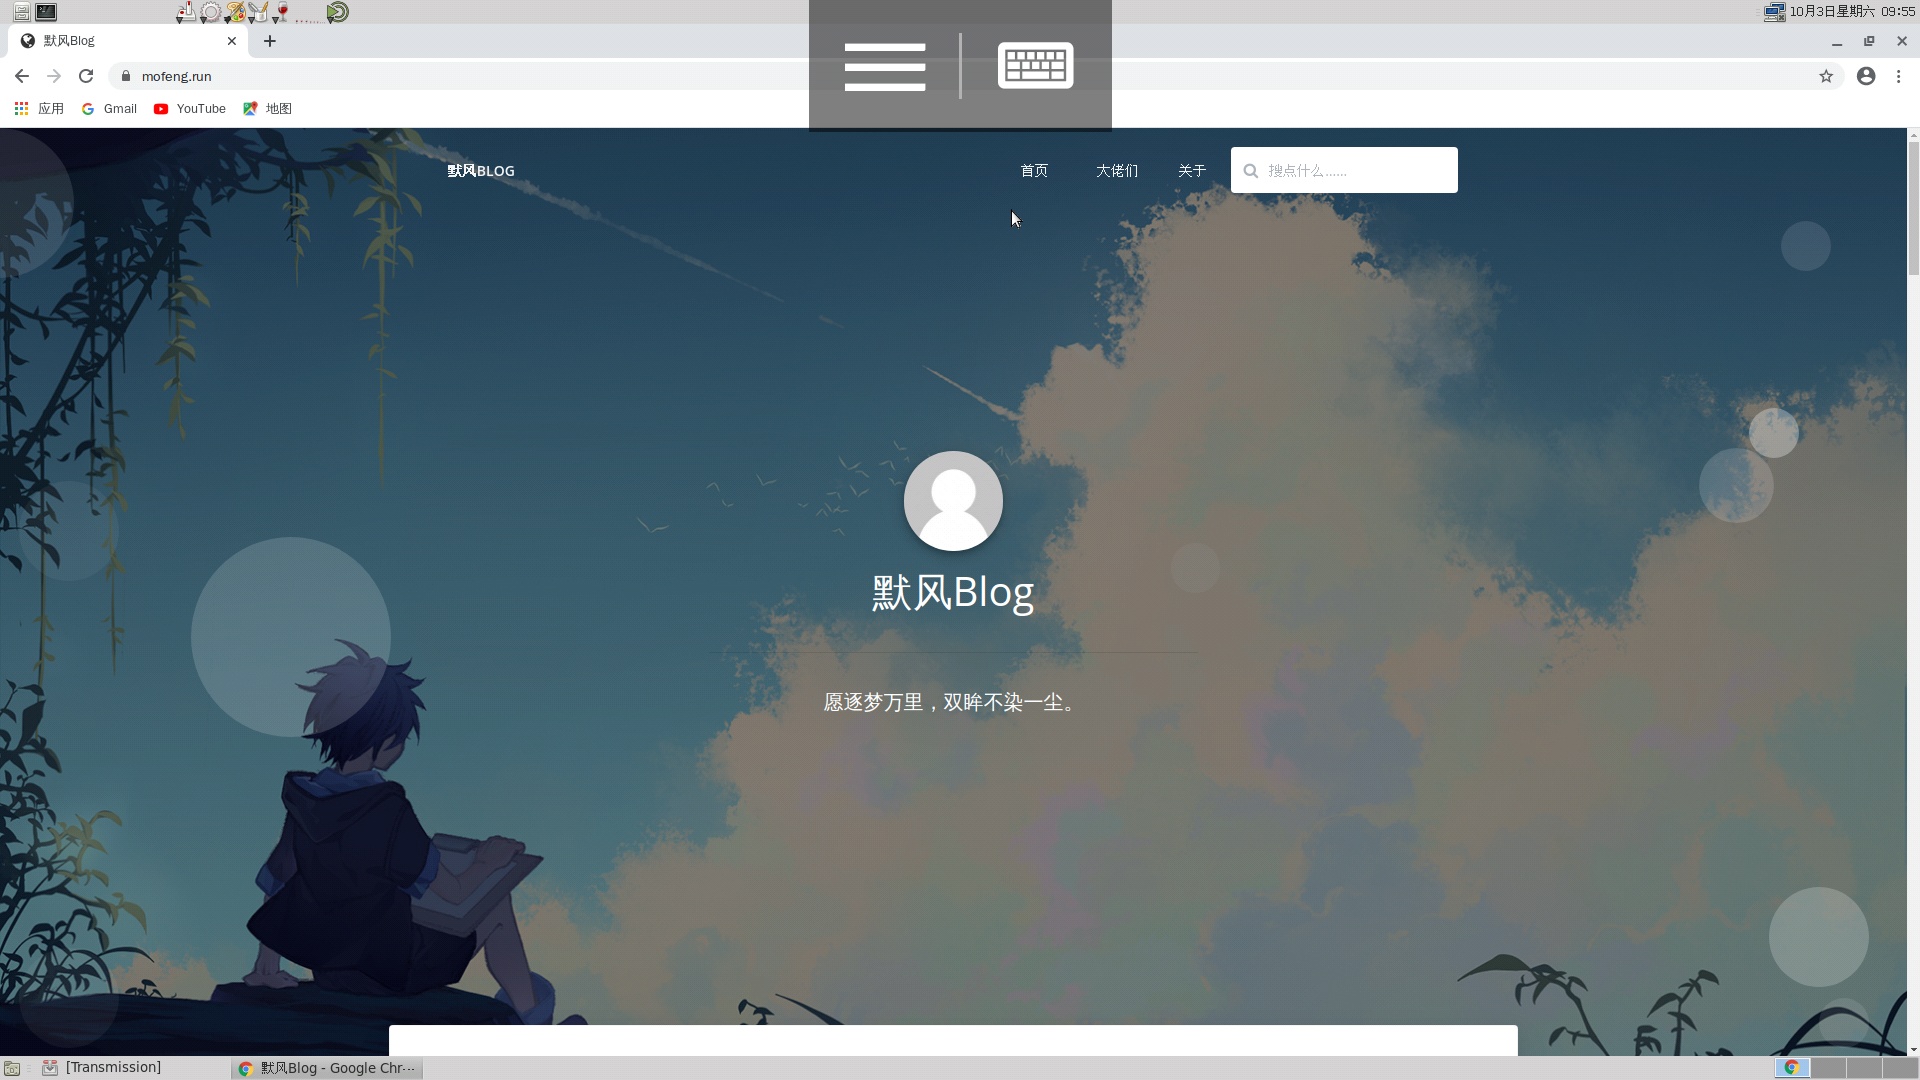 10月3日星期六 09:55
默风Blog
mofeng.run
应用 Gmail YouTube 地图
默风BLOG 首页 大佬们 关于 搜点什么......
默风Blog
愿逐梦万里，双眸不染一尘。
[Transmission] 默风Blog - Google Chr...